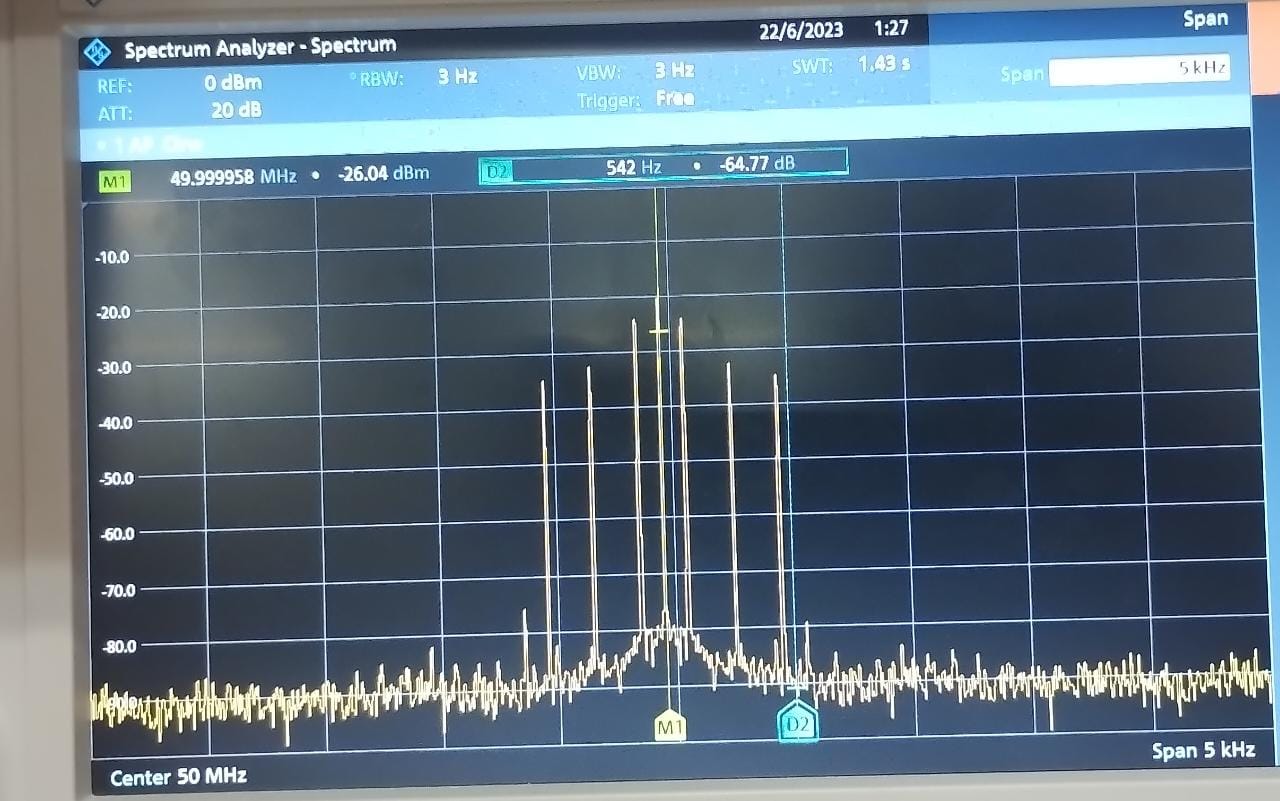 Spectrum Analyzer - Spectrum 22/6/2023 1:27 Span
REF: 0 dBm RBW: 3 Hz VBW: 3 Hz SWT: 1.43 s Span 5 kHz
ATT: 20 dB Trigger: Free
M1 49.999958 MHz • -26.04 dBm D2 542 Hz • -64.77 dB
-10.0
-20.0
-30.0
-40.0
-50.0
-60.0
-70.0
-80.0
M1 D2
Center 50 MHz Span 5 kHz